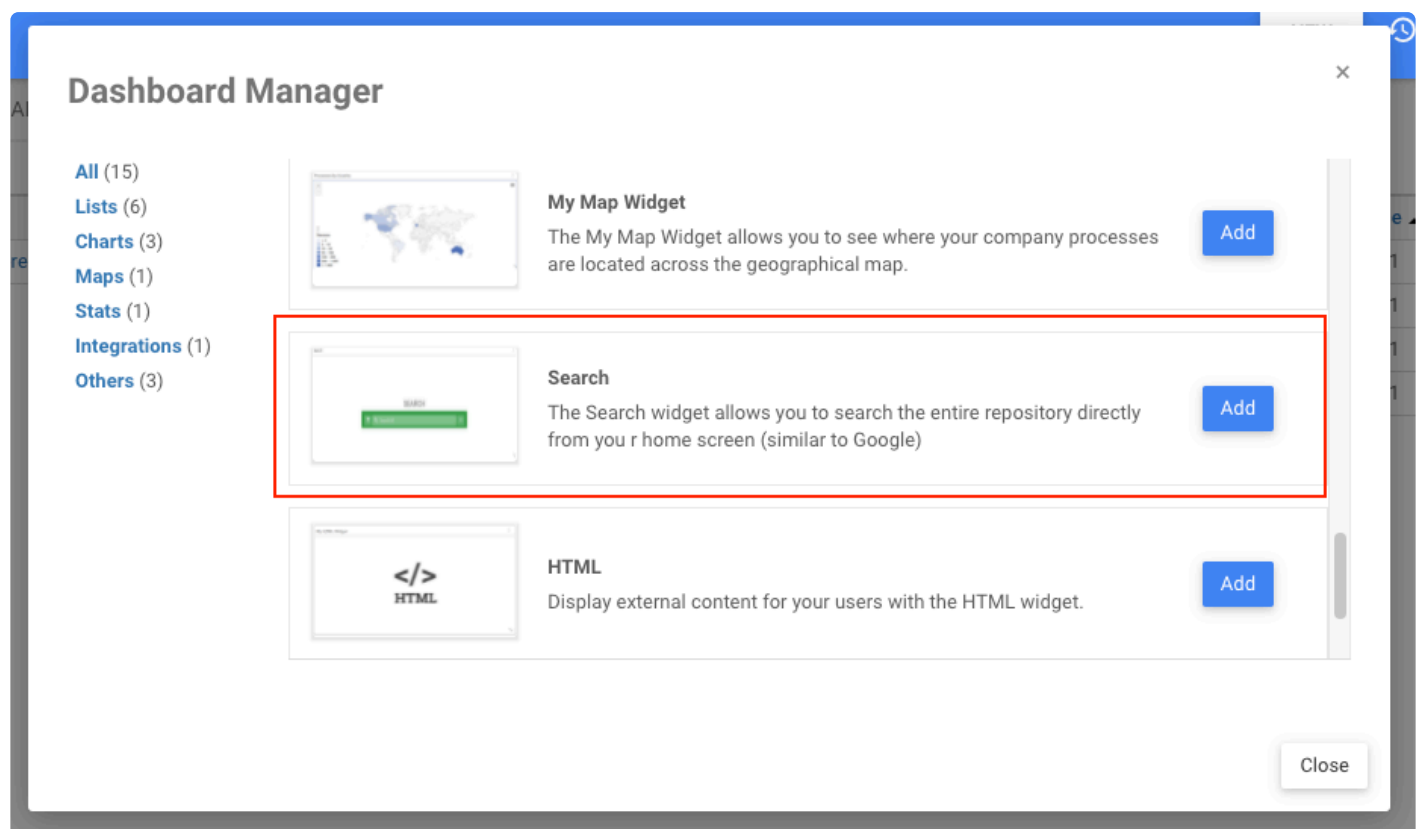 Dashboard Manager
×
All (15)
Lists (6)
Charts (3)
Maps (1)
Stats (1)
Integrations (1)
Others (3)
My Map Widget
The My Map Widget allows you to see where your company processes
are located across the geographical map.
Add
Search
The Search widget allows you to search the entire repository directly
from you r home screen (similar to Google)
Add
SEARCH
</>
HTML
HTML
Display external content for your users with the HTML widget.
Add
Close